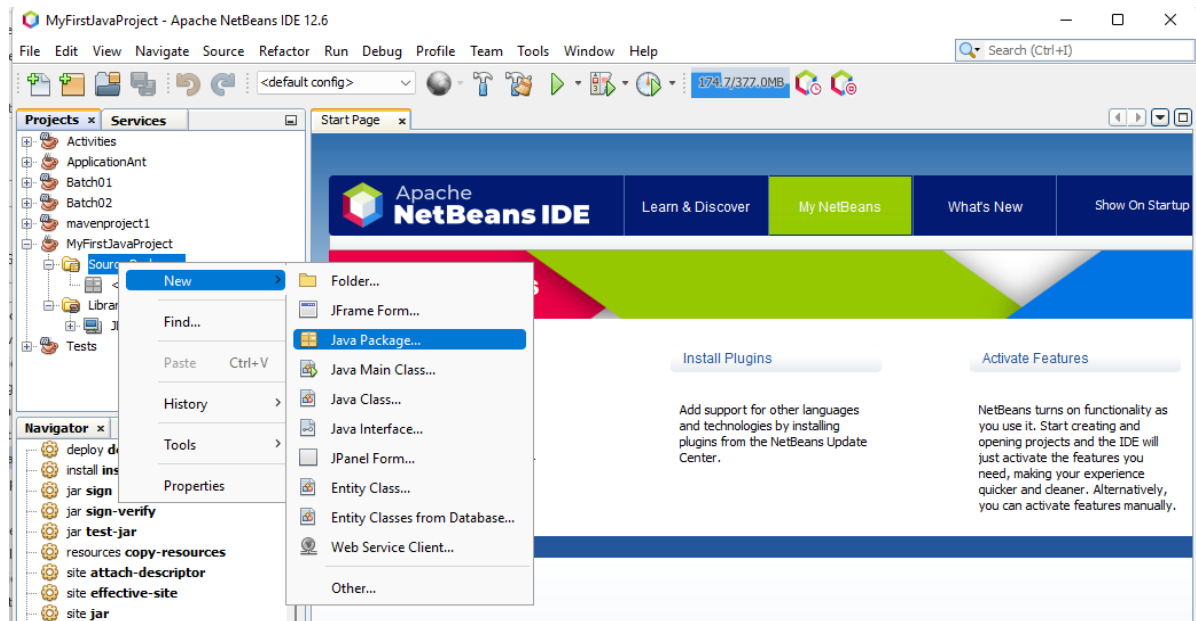 MyFirstJavaProject - Apache NetBeans IDE 12.6
File Edit View Navigate Source Refactor Run Debug Profile Team Tools Window Help
Search (Ctrl+I)
<default config>
174.7/377.0MB
Projects
Services
Start Page
Activities
ApplicationAnt
Batch01
Batch02
mavenproject1
MyFirstJavaProject
Tests
Navigator
deploy
install
jar sign
jar sign-verify
jar test-jar
resources copy-resources
site attach-descriptor
site effective-site
site jar
New
Find...
Paste Ctrl+V
History
Tools
Properties
Folder...
JFrame Form...
Java Package...
Java Main Class...
Java Class...
Java Interface...
JPanel Form...
Entity Class...
Entity Classes from Database...
Web Service Client...
Other...
Apache
NetBeans IDE
Learn & Discover
My NetBeans
What's New
Show On Startup
Install Plugins
Add support for other languages
and technologies by installing
plugins from the NetBeans Update
Center.
Activate Features
NetBeans turns on functionality as
you use it. Start creating and
opening projects and the IDE will
just activate the features you
need, making your experience
quicker and cleaner. Alternatively,
you can activate features manually.